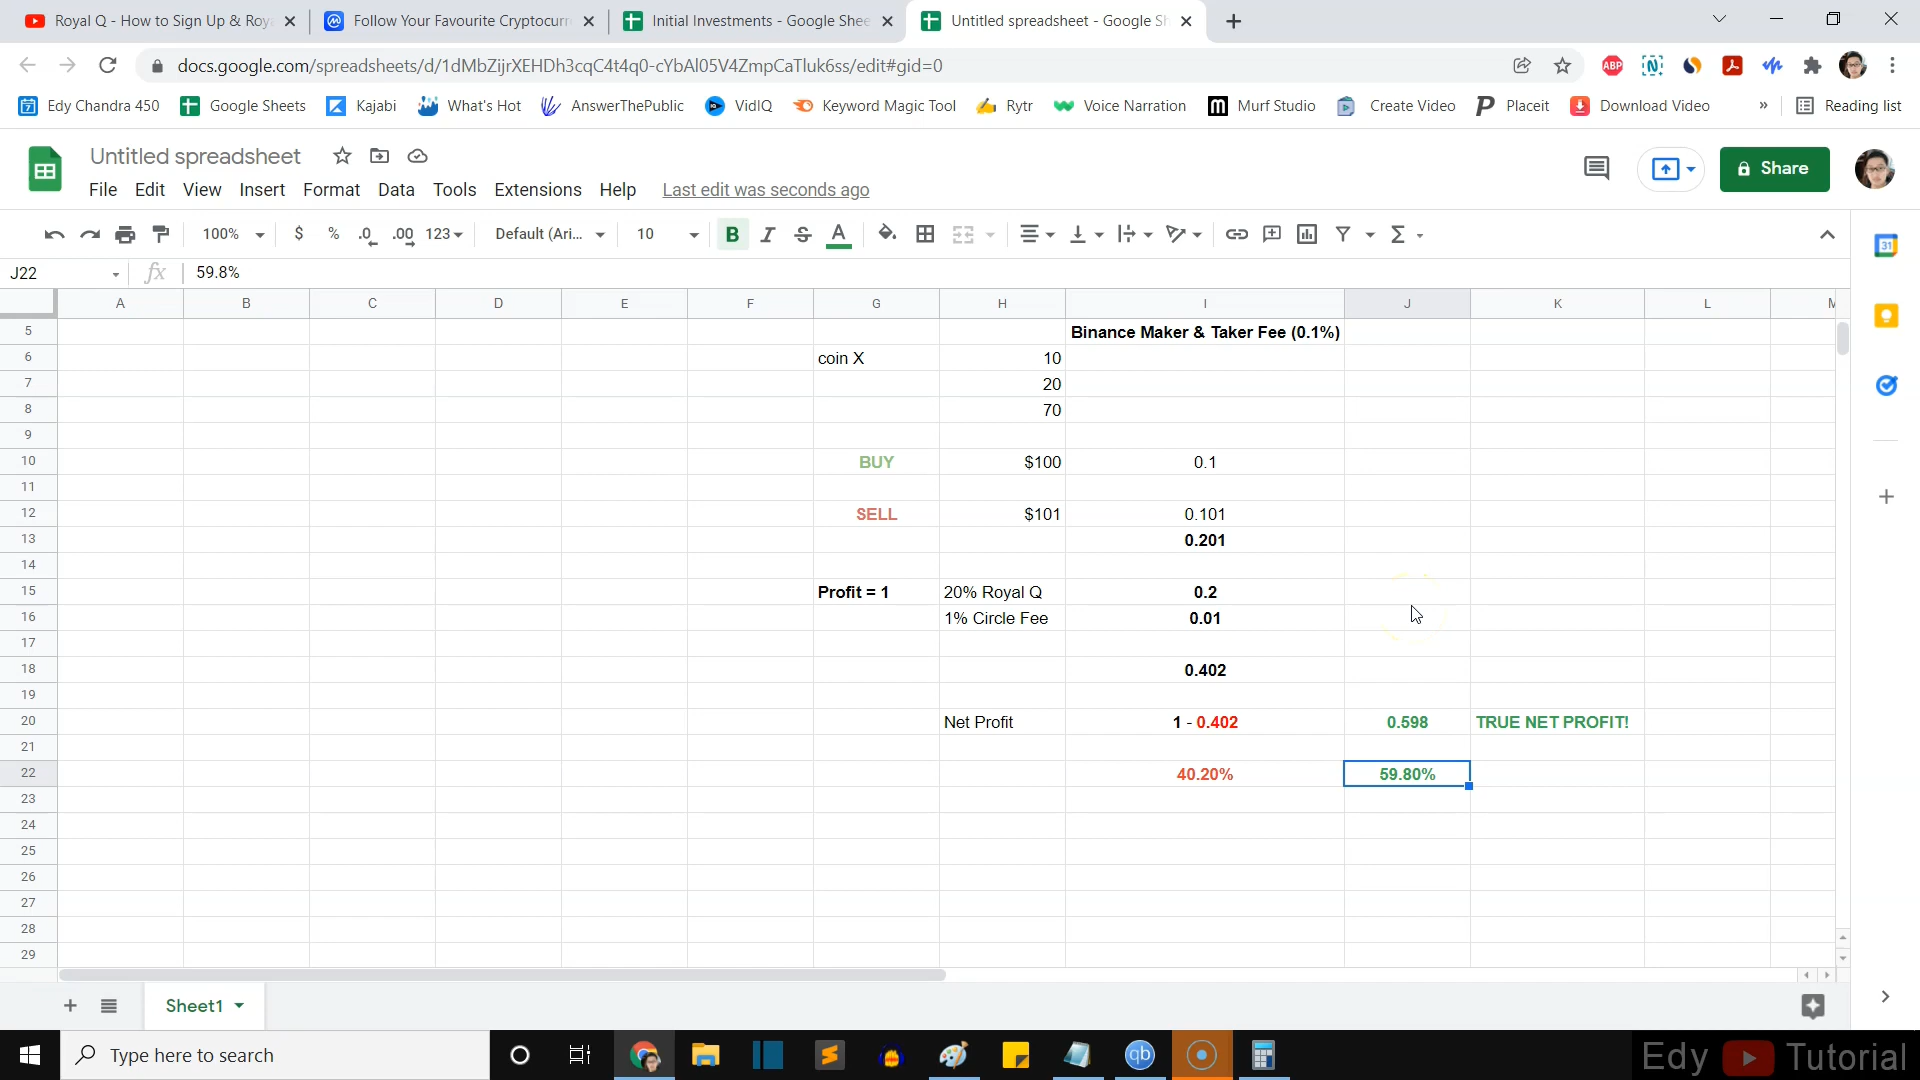 Royal Q - How to Sign Up & Roya
Follow Your Favourite Cryptocurr
Initial Investments - Google Shee
Untitled spreadsheet - Google Sh
docs.google.com/spreadsheets/d/1dMbZijrXEHDh3cqC4t4q0-cYbAl05V4ZmpCaTluk6ss/edit#gid=0
ABP
Edy Chandra 450
Google Sheets
Kajabi
What's Hot
AnswerThePublic
VidIQ
Keyword Magic Tool
Rytr
Voice Narration
Murf Studio
Create Video
Placeit
Download Video
»
Reading list
Untitled spreadsheet
File Edit View Insert Format Data Tools Extensions Help Last edit was seconds ago
Share
100% $ % .0 .00 123 Default (Ari... 10 B I S A Σ
31
J22 fx 59.8%
A B C D E F G H I J K L M
5 Binance Maker & Taker Fee (0.1%)
6 coin X 10
7 20
8 70
9
10 BUY $100 0.1
11
12 SELL $101 0.101
13 0.201
14
15 Profit = 1 20% Royal Q 0.2
16 1% Circle Fee 0.01
17
18 0.402
19
20 Net Profit 1 - 0.402 0.598 TRUE NET PROFIT!
21
22 40.20% 59.80%
23
24
25
26
27
28
29
Sheet1
Type here to search
qb
Edy Tutorial